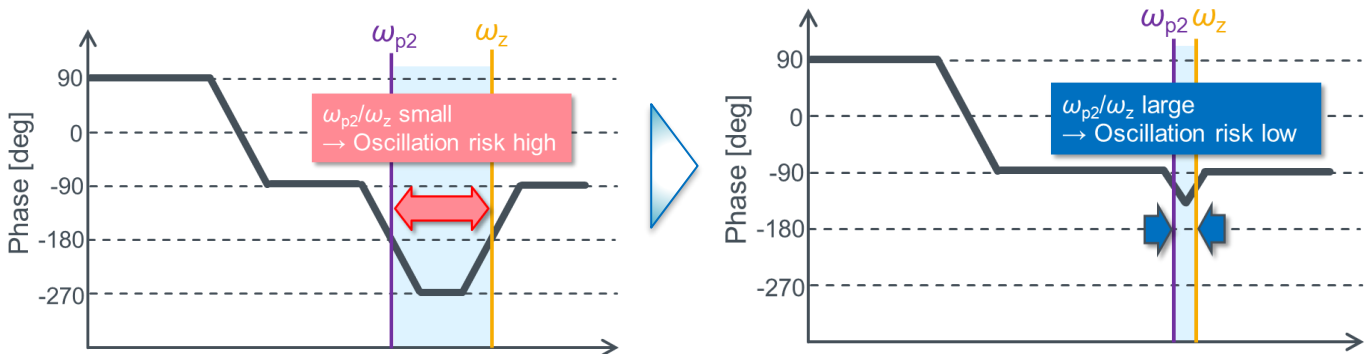 ωp2
ωz
90
0
-90
-180
-270
Phase [deg]
ωp2/ωz small
→ Oscillation risk high
ωp2
ωz
90
0
-90
-180
-270
Phase [deg]
ωp2/ωz large
→ Oscillation risk low